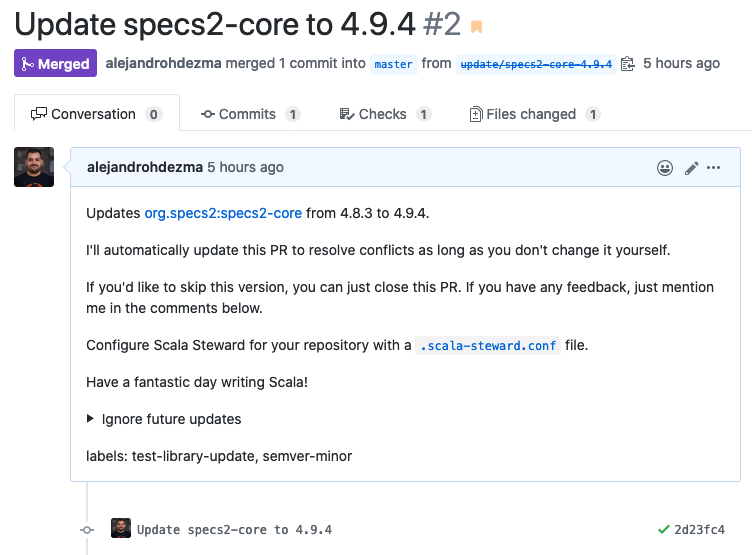 Update specs2-core to 4.9.4 #2
Merged alejandrohdezma merged 1 commit into master from update/specs2-core-4.9.4 5 hours ago
Conversation 0 Commits 1 Checks 1 Files changed 1
alejandrohdezma 5 hours ago
Updates org.specs2:specs2-core from 4.8.3 to 4.9.4.
I'll automatically update this PR to resolve conflicts as long as you don't change it yourself.
If you'd like to skip this version, you can just close this PR. If you have any feedback, just mention
me in the comments below.
Configure Scala Steward for your repository with a .scala-steward.conf file.
Have a fantastic day writing Scala!
Ignore future updates
labels: test-library-update, semver-minor
Update specs2-core to 4.9.4 2d23fc4